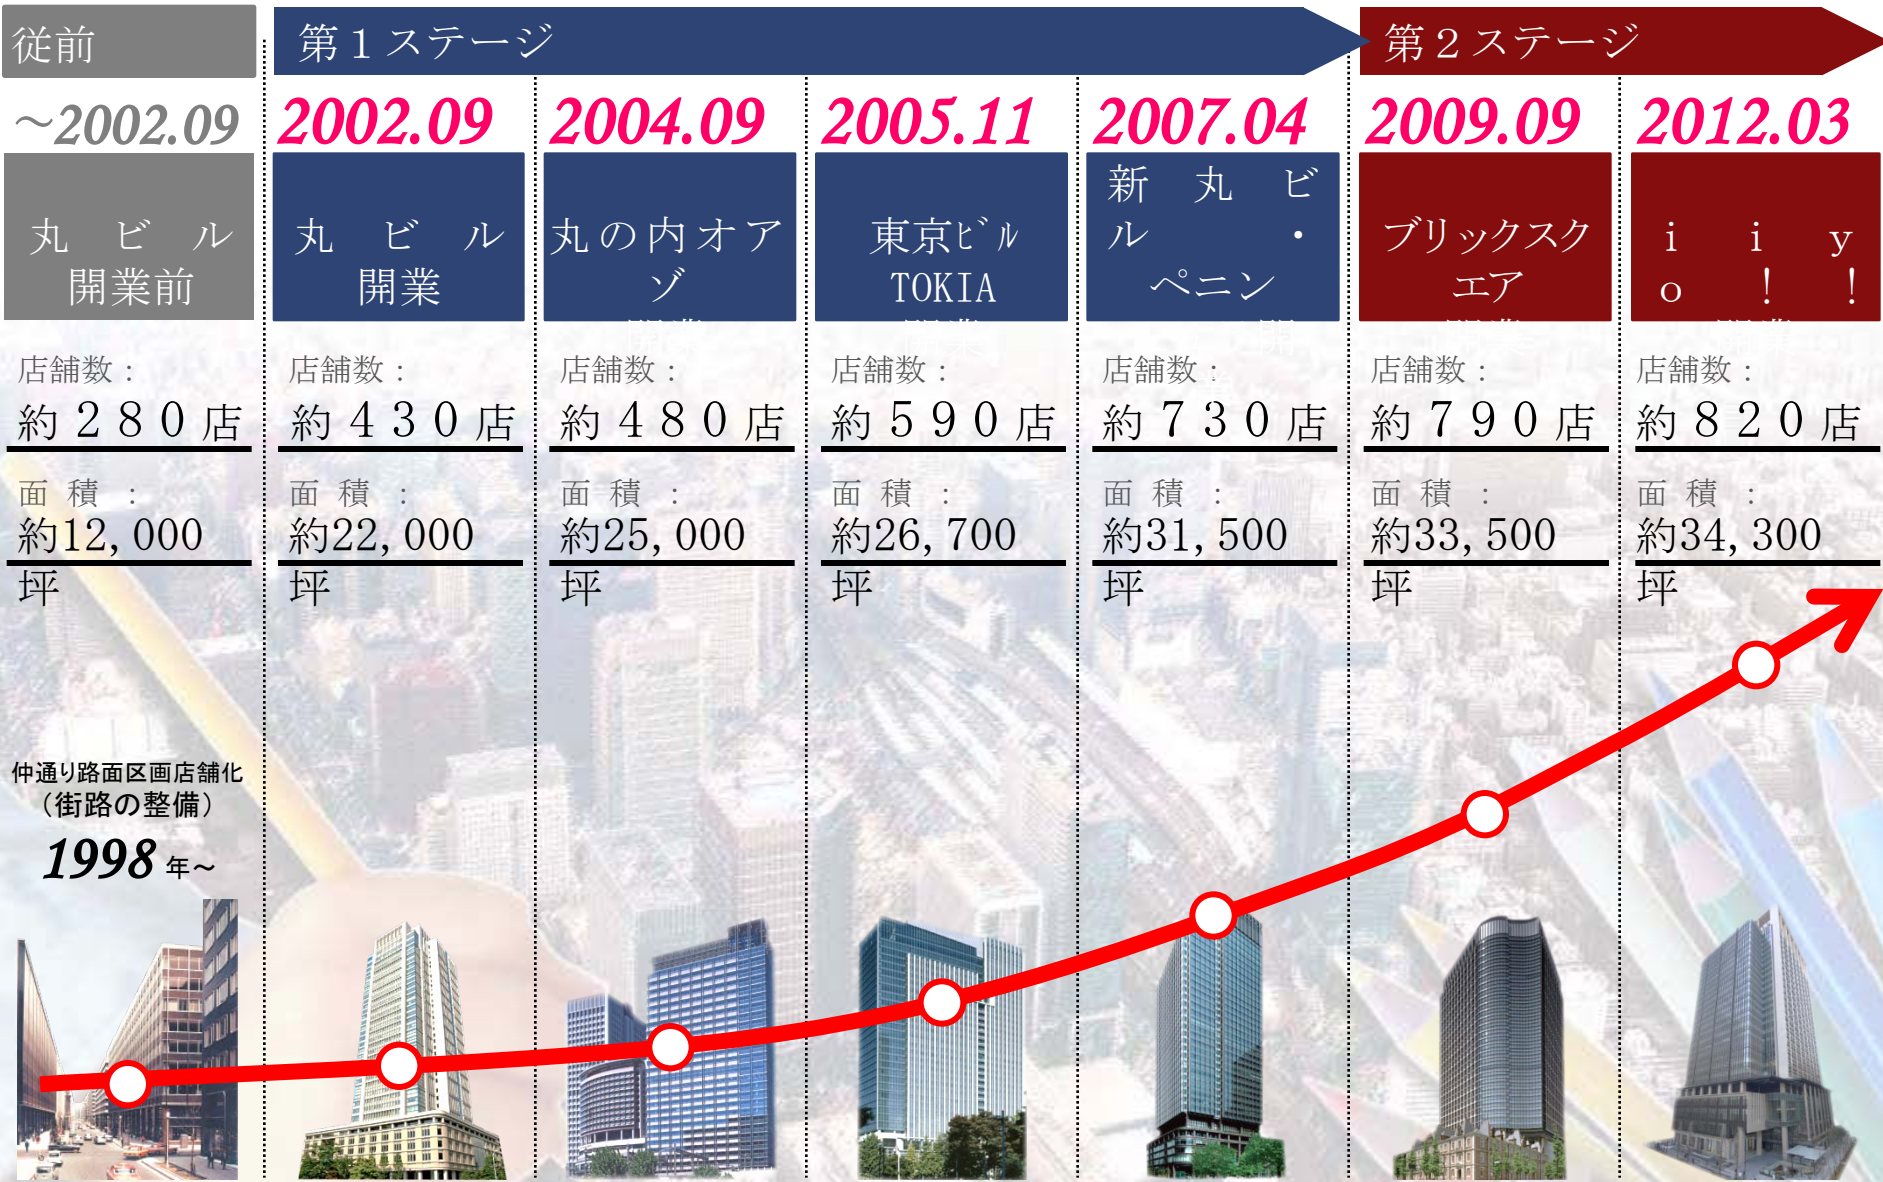 従前
第１ステージ
第２ステージ
～2002.09
2002.09
2004.09
2005.11
2007.04
2009.09
2012.03
丸ビル
開業前
丸ビル
開業
丸の内オア
ゾ
開業
東京ﾋﾞﾙ
TOKIA
開業
新丸ビ
ル・
ペニン
開
ブリックスク
エア
開業
ｉｉｙ
ｏ！！
開業
店舗数：
約２８０店
面積：
約12,000
坪
店舗数：
約４３０店
面積：
約22,000
坪
店舗数：
約４８０店
面積：
約25,000
坪
店舗数：
約５９０店
面積：
約26,700
坪
店舗数：
約７３０店
面積：
約31,500
坪
店舗数：
約７９０店
面積：
約33,500
坪
店舗数：
約８２０店
面積：
約34,300
坪
仲通り路面区画店舗化
（街路の整備）
1998年～